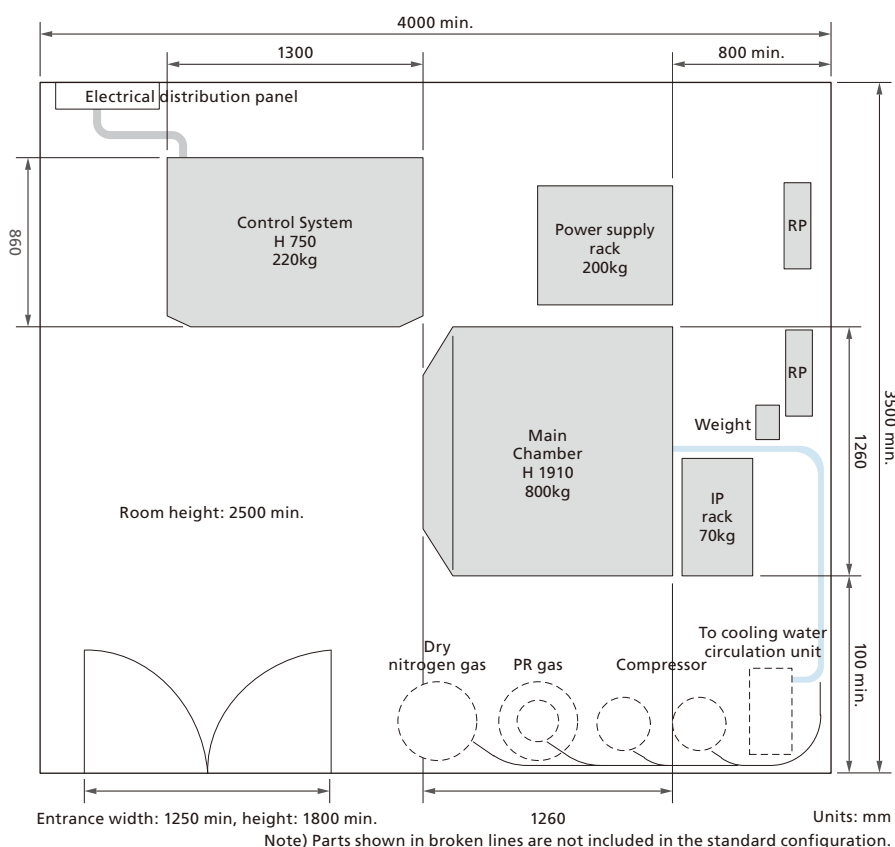 4000 min.
1300
800 min.
Electrical distribution panel
860
Control System
H 750
220kg
Power supply
rack
200kg
RP
RP
3500 min.
Weight
1260
Main
Chamber
H 1910
800kg
IP
rack
70kg
Room height: 2500 min.
100 min.
To cooling water
circulation unit
Dry
nitrogen gas
PR gas
Compressor
Entrance width: 1250 min, height: 1800 min.
1260
Units: mm
Note) Parts shown in broken lines are not included in the standard configuration.